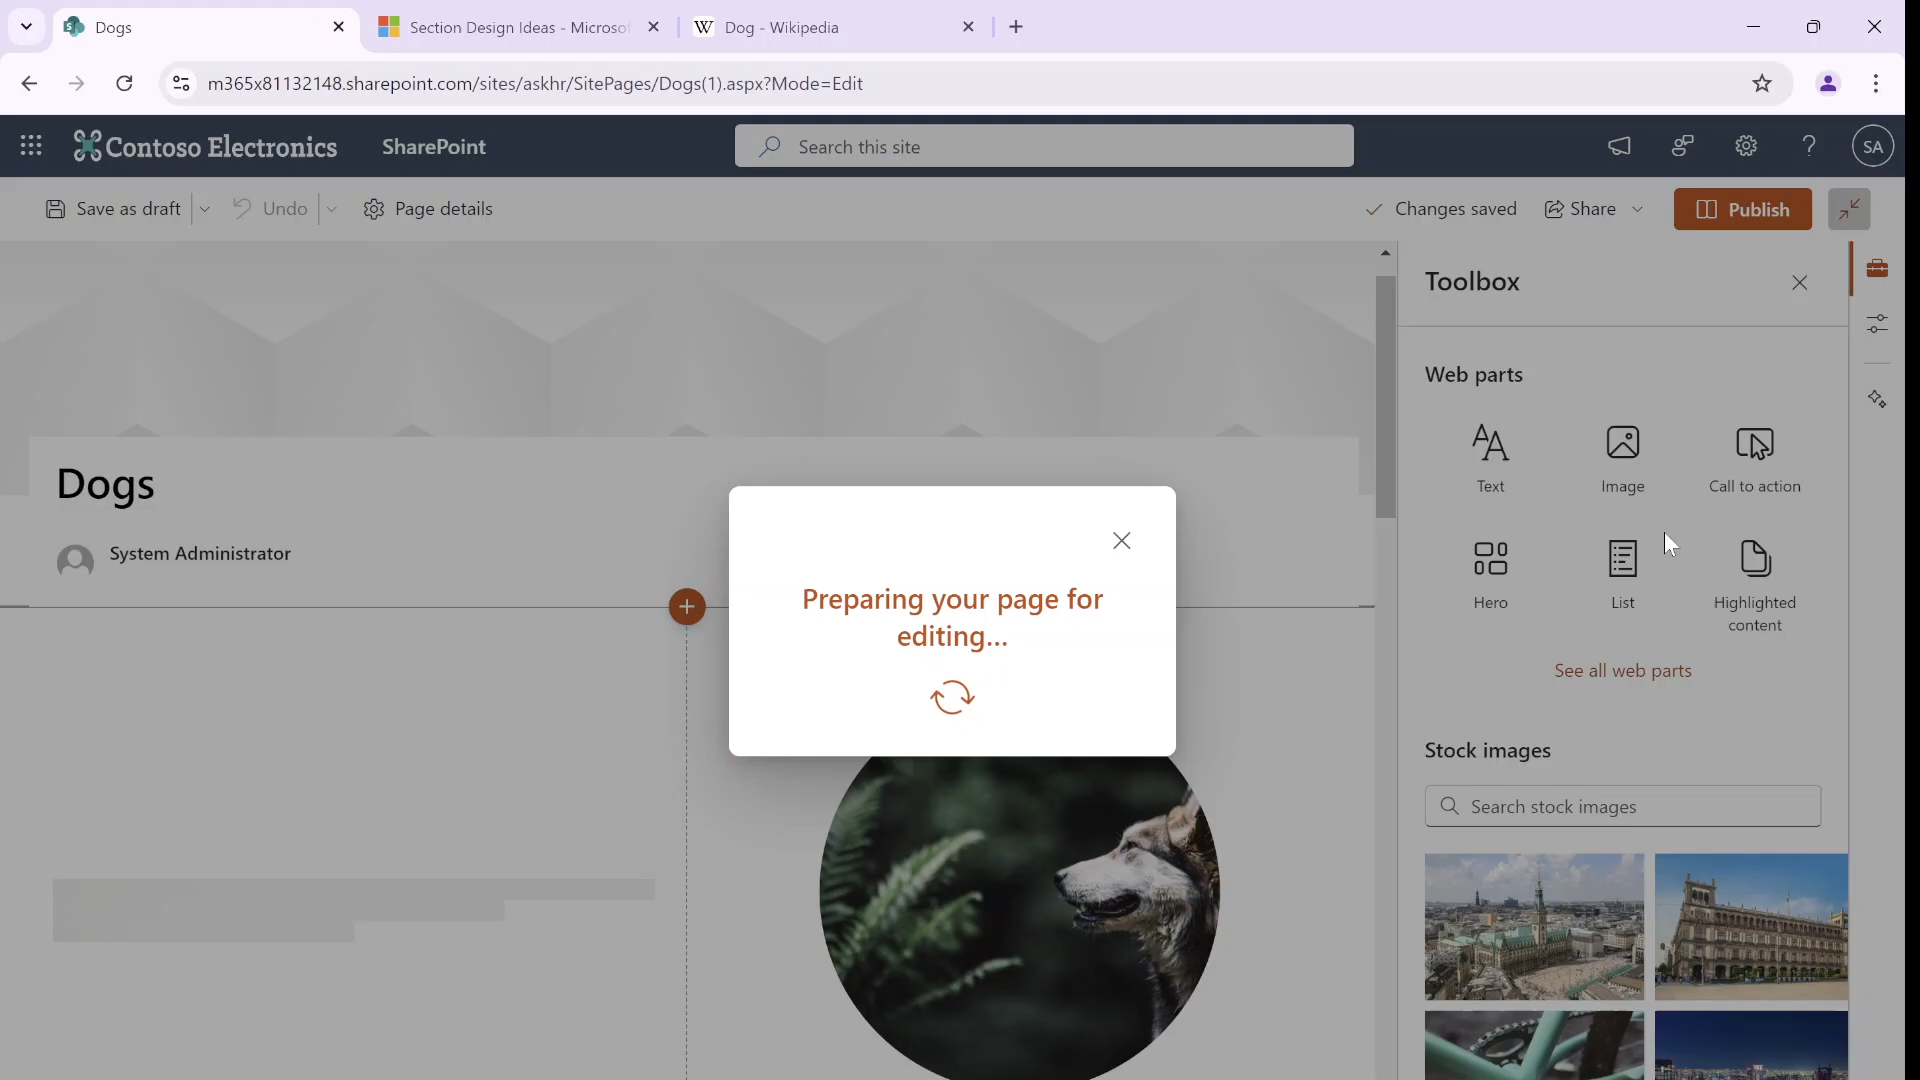 Dogs
Section Design Ideas - Microsof
Dog - Wikipedia
m365x81132148.sharepoint.com/sites/askhr/SitePages/Dogs(1).aspx?Mode=Edit
Contoso Electronics
SharePoint
Search this site
SA
Save as draft
Undo
Page details
Changes saved
Share
Publish
Toolbox
Web parts
Text
Image
Call to action
Hero
List
Highlighted
content
See all web parts
Stock images
Search stock images
Dogs
System Administrator
Preparing your page for
editing...